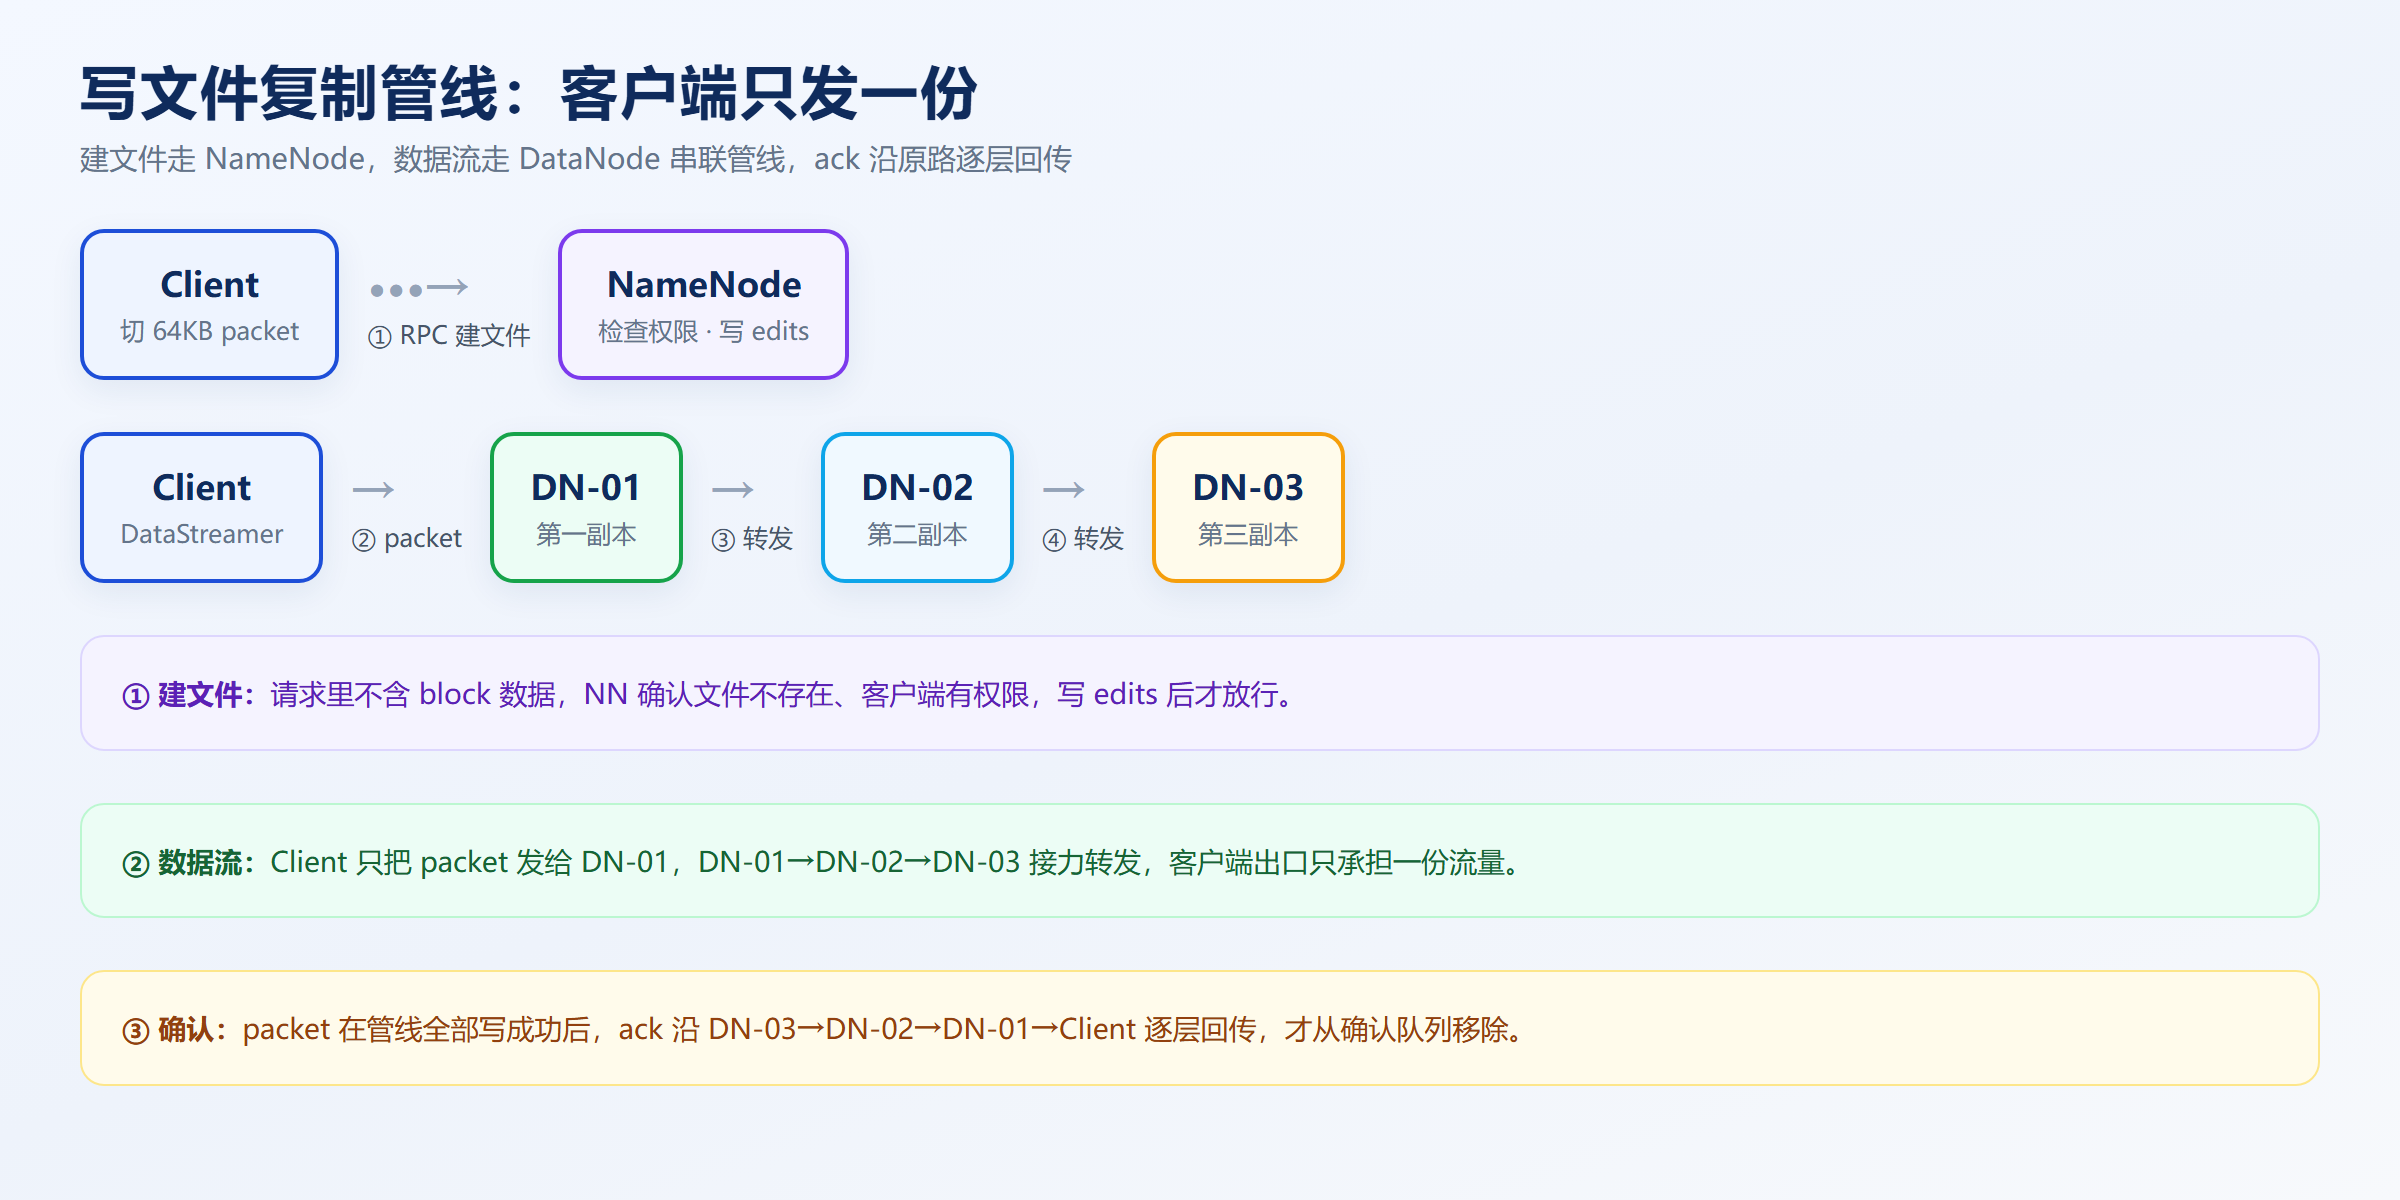 写文件复制管线：客户端只发一份
建文件走 NameNode，数据流走 DataNode 串联管线，ack 沿原路逐层回传
Client
切 64KB packet
•••→
① RPC 建文件
NameNode
检查权限 · 写 edits
Client
DataStreamer
→
② packet
DN-01
第一副本
→
③ 转发
DN-02
第二副本
→
④ 转发
DN-03
第三副本
① 建文件：请求里不含 block 数据，NN 确认文件不存在、客户端有权限，写 edits 后才放行。
② 数据流：Client 只把 packet 发给 DN-01，DN-01→DN-02→DN-03 接力转发，客户端出口只承担一份流量。
③ 确认：packet 在管线全部写成功后，ack 沿 DN-03→DN-02→DN-01→Client 逐层回传，才从确认队列移除。